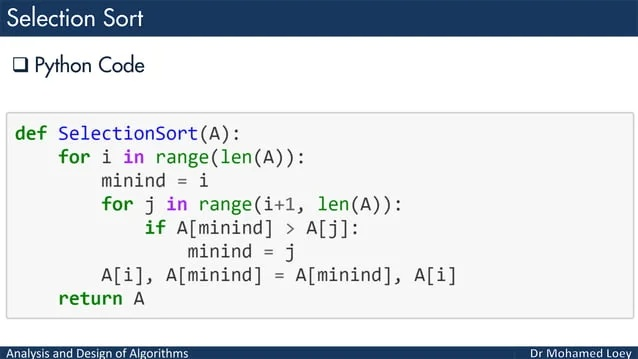 Selection Sort
❑ Python Code
def SelectionSort(A):
    for i in range(len(A)):
        minind = i
        for j in range(i+1, len(A)):
            if A[minind] > A[j]:
                minind = j
        A[i], A[minind] = A[minind], A[i]
    return A
Analysis and Design of Algorithms
Dr Mohamed Loey